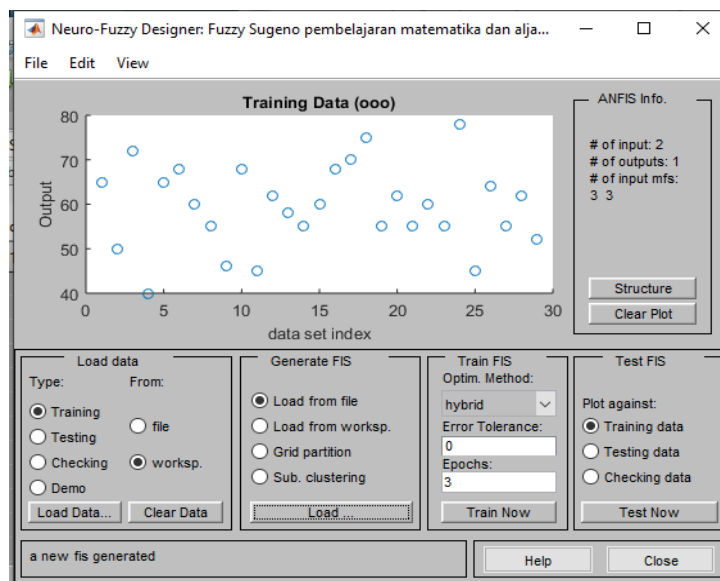 Neuro-Fuzzy Designer: Fuzzy Sugeno pembelajaran matematika dan alja...
File Edit View
Training Data (ooo)
80
70
60
50
40
Output
0 5 10 15 20 25 30
data set index
ANFIS Info.
# of input: 2
# of outputs: 1
# of input mfs:
3 3
Structure
Clear Plot
Load data
Type: From:
Training
Testing
Checking
Demo
file
worksp.
Load Data...
Clear Data
Generate FIS
Load from file
Load from worksp.
Grid partition
Sub. clustering
Load ...
Train FIS
Optim. Method:
hybrid
Error Tolerance:
0
Epochs:
3
Train Now
Test FIS
Plot against:
Training data
Testing data
Checking data
Test Now
a new fis generated
Help
Close